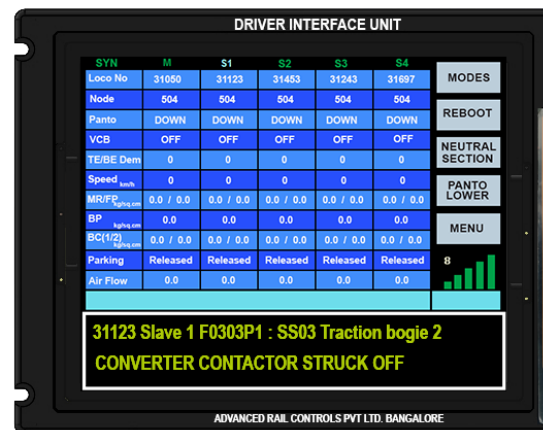 DRIVER INTERFACE UNIT
SYN M S1 S2 S3 S4
Loco No 31050 31123 31453 31243 31697
Node 504 504 504 504 504
Panto DOWN DOWN DOWN DOWN DOWN
VCB OFF OFF OFF OFF OFF
TE/BE Dem 0 0 0 0 0
Speed km/h 0 0 0 0 0
MR/FP kg/sq.cm 0.0 / 0.0 0.0 / 0.0 0.0 / 0.0 0.0 / 0.0 0.0 / 0.0
BP kg/sq.cm 0.0 0.0 0.0 0.0 0.0
BC(1/2) kg/sq.cm 0.0 / 0.0 0.0 / 0.0 0.0 / 0.0 0.0 / 0.0 0.0 / 0.0
Parking Released Released Released Released Released
Air Flow 0.0 0.0 0.0 0.0 0.0
MODES
REBOOT
NEUTRAL
SECTION
PANTO
LOWER
MENU
8
31123 Slave 1 F0303P1 : SS03 Traction bogie 2
CONVERTER CONTACTOR STRUCK OFF
ADVANCED RAIL CONTROLS PVT LTD. BANGALORE